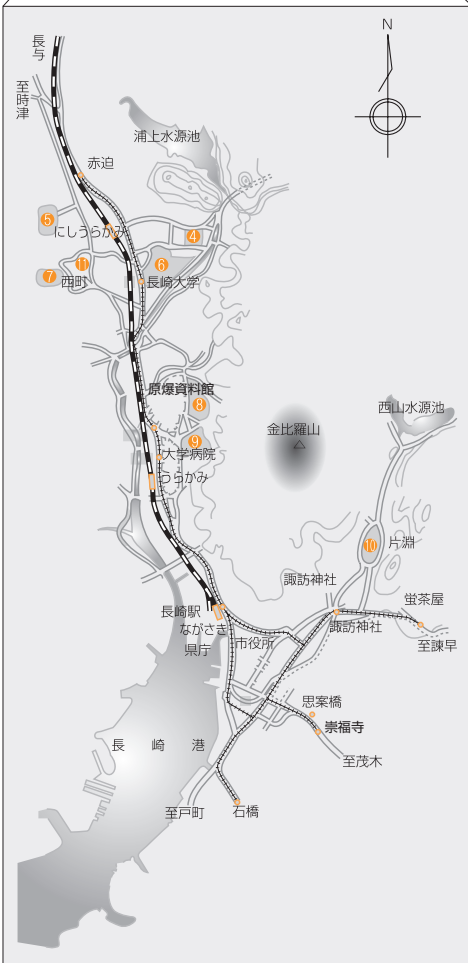 N
長与
至時津
浦上水源池
赤迫
⑤
にしうらかみ
④
⑪
⑥
⑦
西町
長崎大学
原爆資料館
⑧
西山水源池
金比羅山
⑨
大学病院
うらかみ
⑩
片淵
諏訪神社
蛍茶屋
長崎駅
諏訪神社
ながさき
市役所
至諫早
県庁
思案橋
崇福寺
長崎港
至茂木
至戸町
石橋